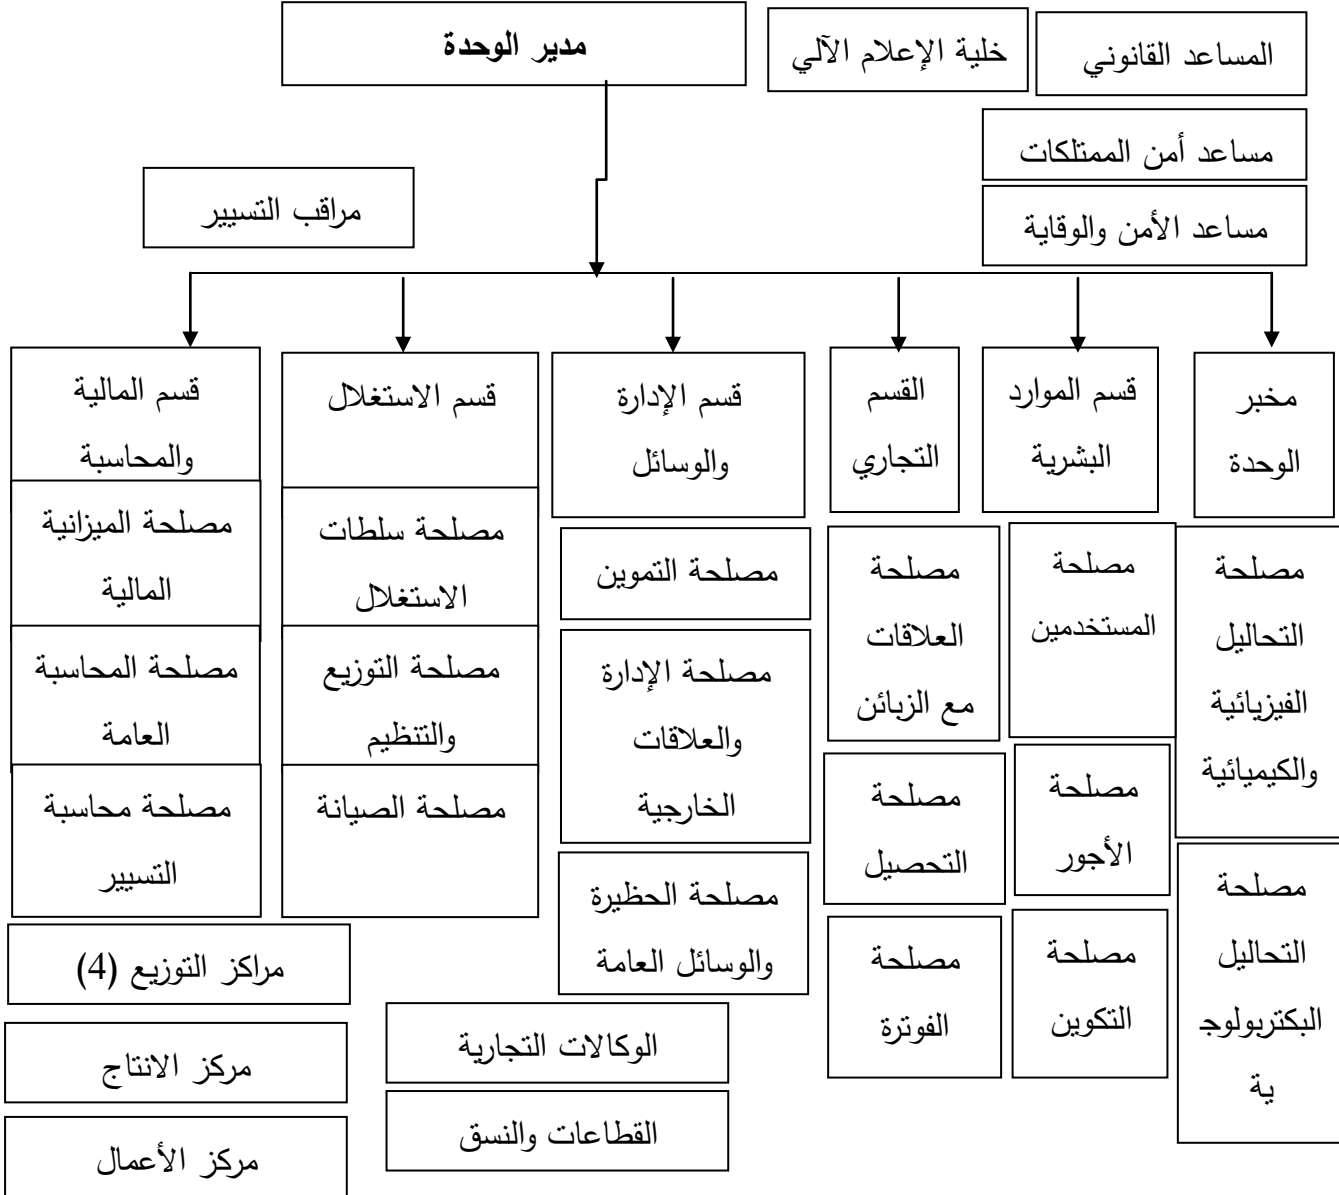 مدير الوحدة
خلية الإعلام الآلي
المساعد القانوني
مساعد أمن الممتلكات
مساعد الأمن والوقاية
مراقب التسيير
مخبر
الوحدة
قسم الموارد
البشرية
القسم
التجاري
قسم الإدارة
والوسائل
قسم الاستغلال
قسم المالية
والمحاسبة
مصلحة
التحاليل
الفيزيائية
والكيميائية
مصلحة
التحاليل
البكتربولوج
ية
مصلحة
المستخدمين
مصلحة
الأجور
مصلحة
التكوين
مصلحة
العلاقات
مع الزبائن
مصلحة
التحصيل
مصلحة
الفوترة
مصلحة التموين
مصلحة الإدارة
والعلاقات
الخارجية
مصلحة الحظيرة
والوسائل العامة
مصلحة سلطات
الاستغلال
مصلحة التوزيع
والتنظيم
مصلحة الصيانة
مصلحة الميزانية
المالية
مصلحة المحاسبة
العامة
مصلحة محاسبة
التسيير
الوكالات التجارية
القطاعات والنسق
مراكز التوزيع (4)
مركز الانتاج
مركز الأعمال